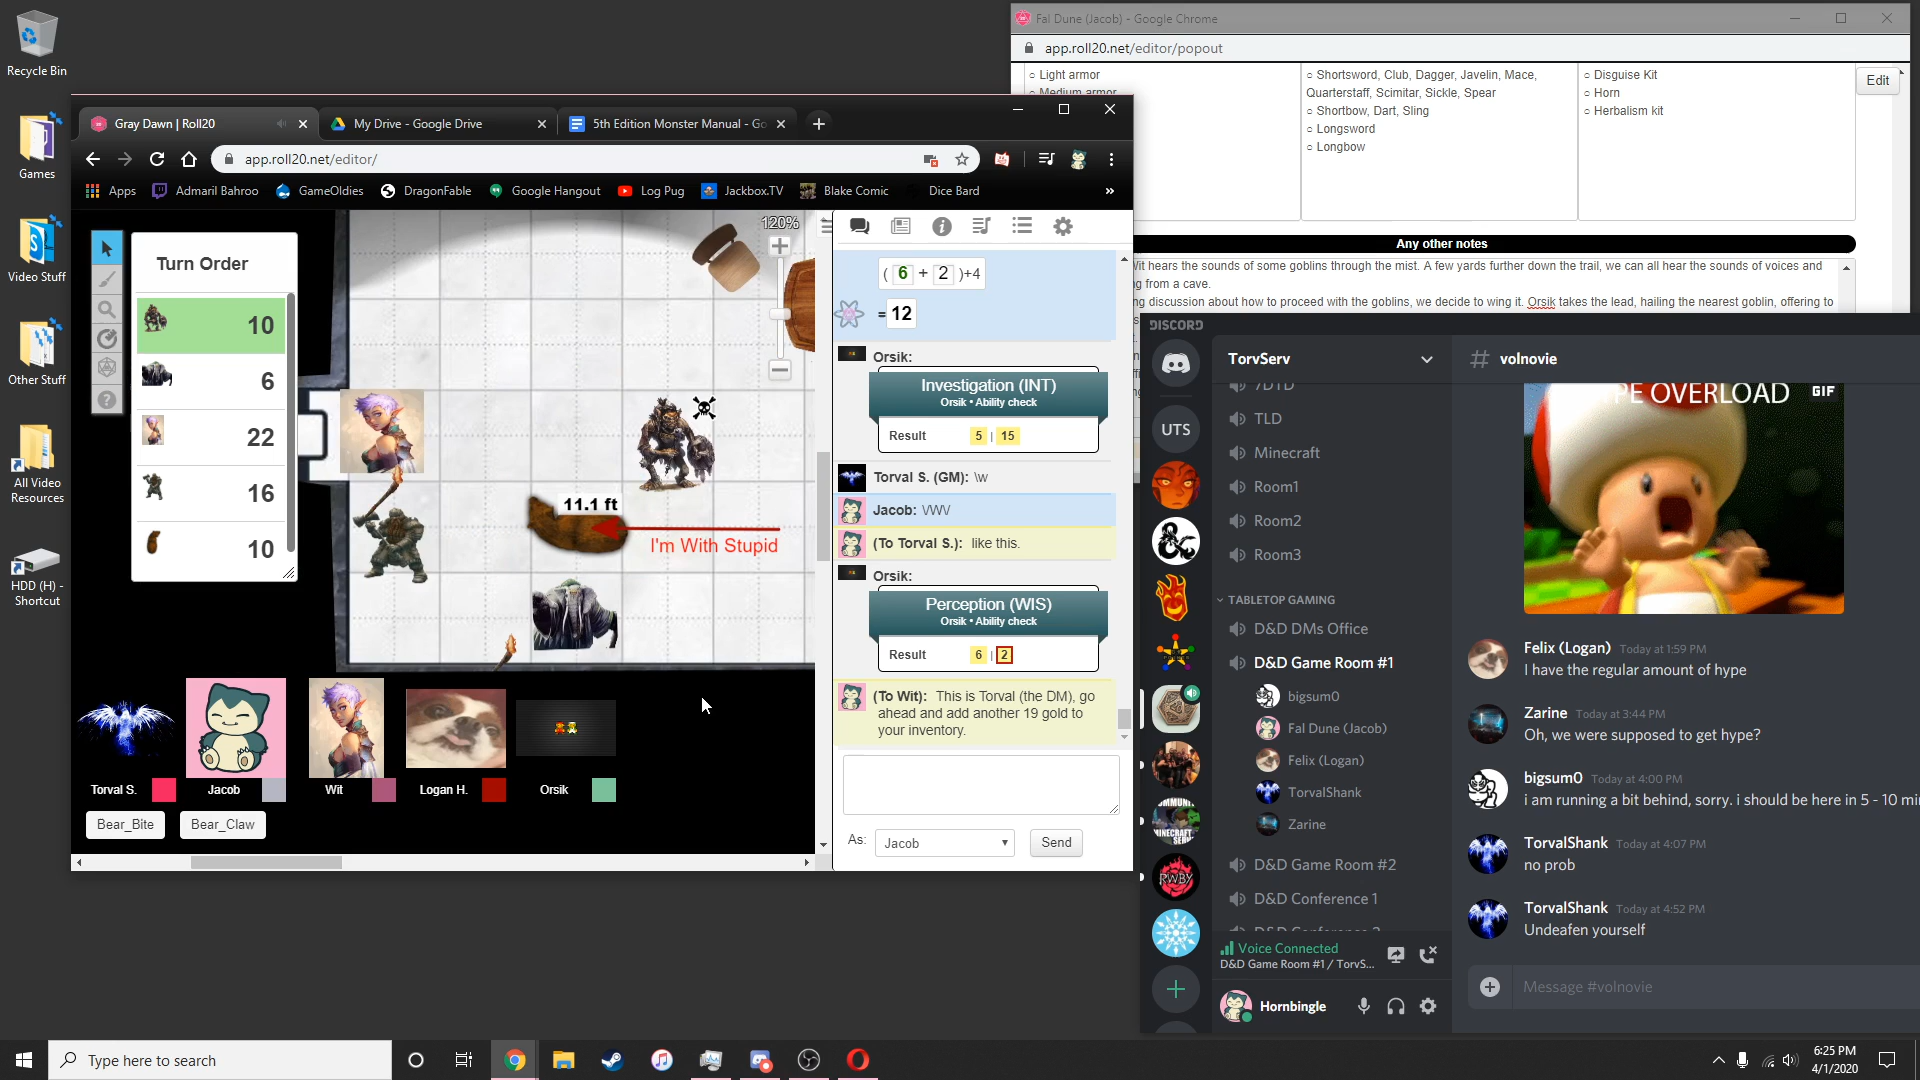 Recycle Bin
Games
Video Stuff
Other Stuff
All Video
Resources
HDD (H) -
Shortcut
Fal Dune (Jacob) - Google Chrome
app.roll20.net/editor/popout
Light armor
Medium armor
Shortsword, Club, Dagger, Javelin, Mace,
Quarterstaff, Scimitar, Sickle, Spear
Shortbow, Dart, Sling
Longsword
Longbow
Disguise Kit
Horn
Herbalism kit
Edit
Any other notes
Wit hears the sounds of some goblins through the mist. A few yards further down the trail, we can all hear the sounds of voices and
g from a cave.
ng discussion about how to proceed with the goblins, we decide to wing it. Orsik takes the lead, hailing the nearest goblin, offering to
Gray Dawn | Roll20
My Drive - Google Drive
5th Edition Monster Manual - Go
app.roll20.net/editor/
Apps
Admaril Bahroo
GameOldies
DragonFable
Google Hangout
Log Pug
Jackbox.TV
Blake Comic
Dice Bard
»
Turn Order
10
6
22
16
10
120%
11.1 ft
I'm With Stupid
Torval S.
Jacob
Wit
Logan H.
Orsik
Bear_Bite
Bear_Claw
( 6 + 2 )+4
= 12
Orsik:
Investigation (INT)
Orsik • Ability check
Result 5 | 15
Torval S. (GM): \w
Jacob: VWV
(To Torval S.): like this.
Orsik:
Perception (WIS)
Orsik • Ability check
Result 6 | 2
(To Wit): This is Torval (the DM), go
ahead and add another 19 gold to
your inventory.
As: Jacob
Send
DISCORD
UTS
RWBY
TorvServ
7DTD
TLD
Minecraft
Room1
Room2
Room3
TABLETOP GAMING
D&D DMs Office
D&D Game Room #1
bigsum0
Fal Dune (Jacob)
Felix (Logan)
TorvalShank
Zarine
D&D Game Room #2
D&D Conference 1
Voice Connected
D&D Game Room #1 / TorvS...
Hornbingle
# volnovie
PE OVERLOAD
GIF
Felix (Logan) Today at 1:59 PM
I have the regular amount of hype
Zarine Today at 3:44 PM
Oh, we were supposed to get hype?
bigsum0 Today at 4:00 PM
i am running a bit behind, sorry. i should be here in 5 - 10 mi
TorvalShank Today at 4:07 PM
no prob
TorvalShank Today at 4:52 PM
Undeafen yourself
Message #volnovie
Type here to search
6:25 PM
4/1/2020